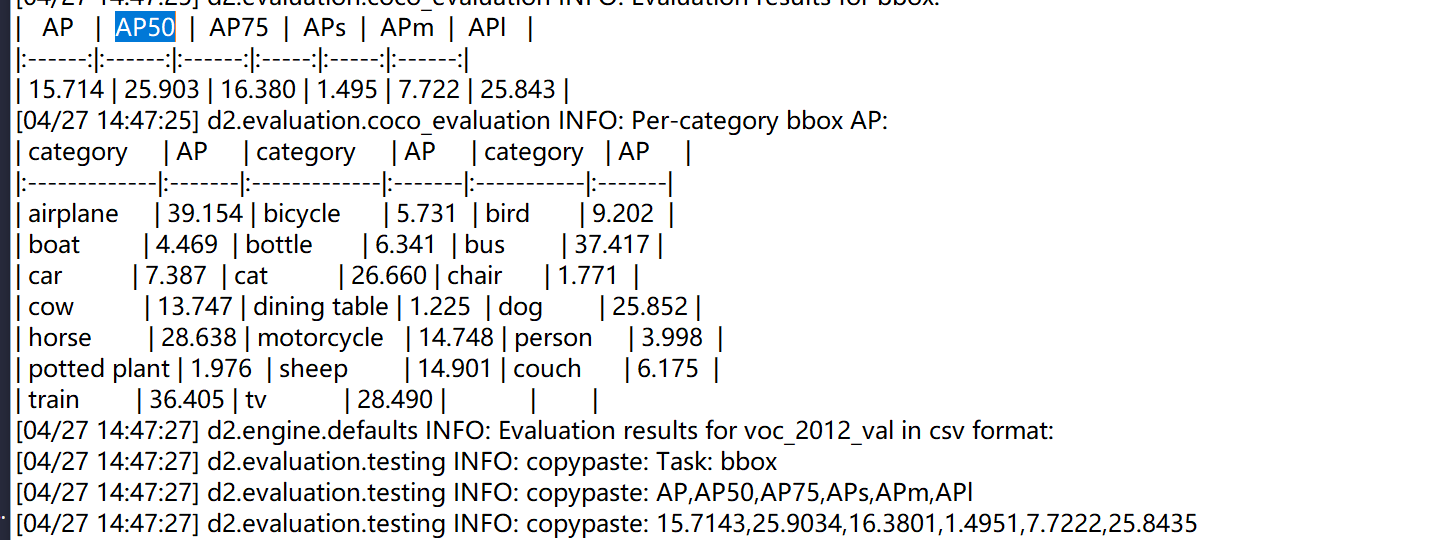 [04/27 14:47:25] d2.evaluation.coco_evaluation INFO: Evaluation results for bbox:
| AP | AP50 | AP75 | APs | APm | APl |
|:------:|:------:|:------:|:-----:|:-----:|:------:|
| 15.714 | 25.903 | 16.380 | 1.495 | 7.722 | 25.843 |
[04/27 14:47:25] d2.evaluation.coco_evaluation INFO: Per-category bbox AP:
| category | AP | category | AP | category | AP |
|:-------------|:-------|:-------------|:-------|:-----------|:-------|
| airplane | 39.154 | bicycle | 5.731 | bird | 9.202 |
| boat | 4.469 | bottle | 6.341 | bus | 37.417 |
| car | 7.387 | cat | 26.660 | chair | 1.771 |
| cow | 13.747 | dining table | 1.225 | dog | 25.852 |
| horse | 28.638 | motorcycle | 14.748 | person | 3.998 |
| potted plant | 1.976 | sheep | 14.901 | couch | 6.175 |
| train | 36.405 | tv | 28.490 | | |
[04/27 14:47:27] d2.engine.defaults INFO: Evaluation results for voc_2012_val in csv format:
[04/27 14:47:27] d2.evaluation.testing INFO: copypaste: Task: bbox
[04/27 14:47:27] d2.evaluation.testing INFO: copypaste: AP,AP50,AP75,APs,APm,APl
[04/27 14:47:27] d2.evaluation.testing INFO: copypaste: 15.7143,25.9034,16.3801,1.4951,7.7222,25.8435